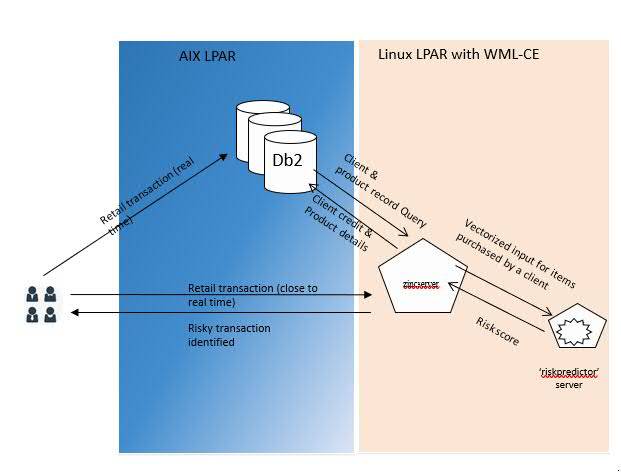 AIX LPAR
Linux LPAR with WML-CE
Db2
Retail transaction (real
time)
Client &
product record Query
Client credit &
Product details
Vectorized input for items
purchased by a client
zincserver
Retail transaction (close to
real time)
Risky transaction
identified
Risk score
‘riskpredictor’
server